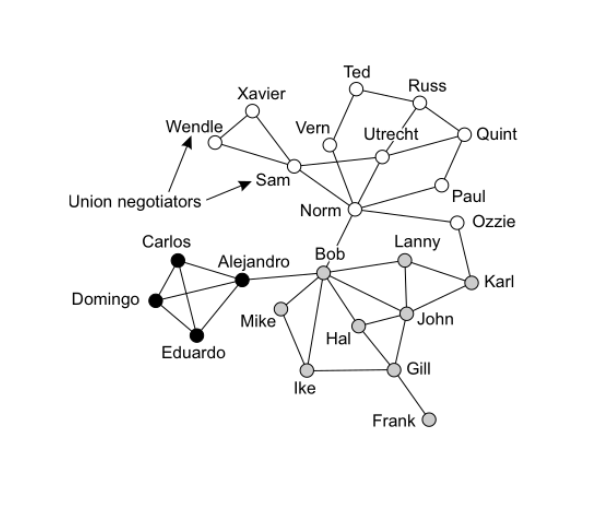 Ted
Russ
Xavier
Wendle
Vern
Utrecht
Quint
Sam
Union negotiators
Paul
Norm
Ozzie
Carlos
Bob
Lanny
Alejandro
Karl
Domingo
Mike
John
Hal
Eduardo
Gill
Ike
Frank